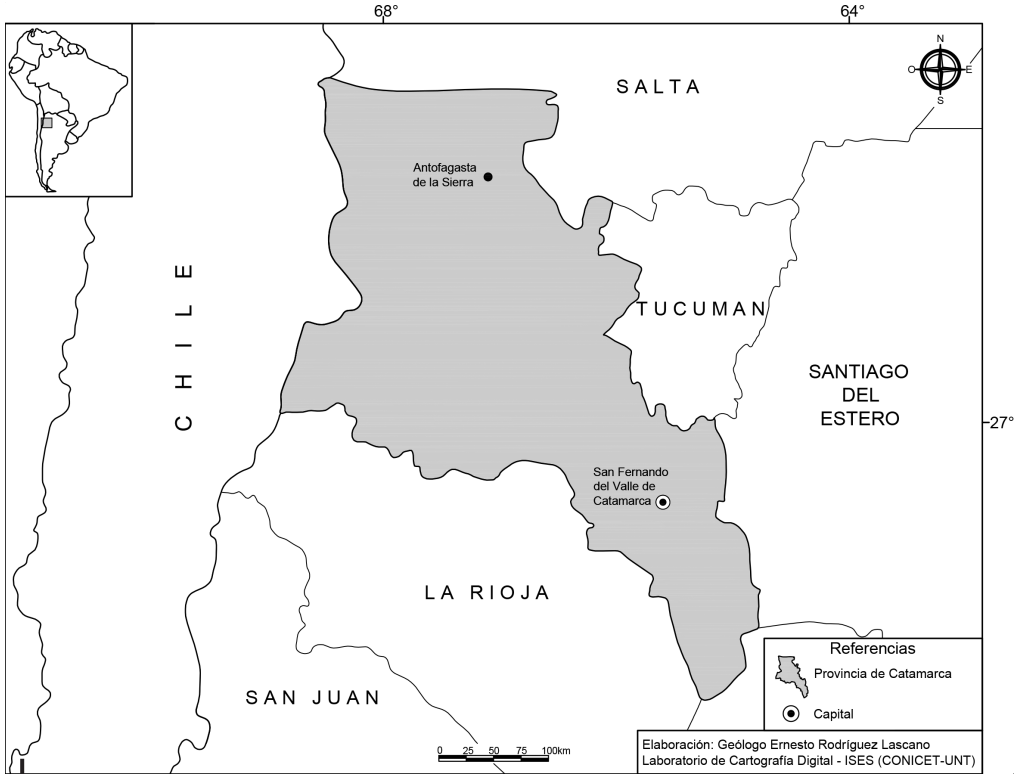 68°
64°
N
O
E
S
SALTA
Antofagasta
de la Sierra
CHILE
TUCUMAN
SANTIAGO
DEL
ESTERO
27°
San Fernando
del Valle de
Catamarca
LA RIOJA
SAN JUAN
Referencias
Provincia de Catamarca
Capital
0 25 50 75 100km
Elaboración: Geólogo Ernesto Rodríguez Lascano
Laboratorio de Cartografía Digital - ISES (CONICET-UNT)